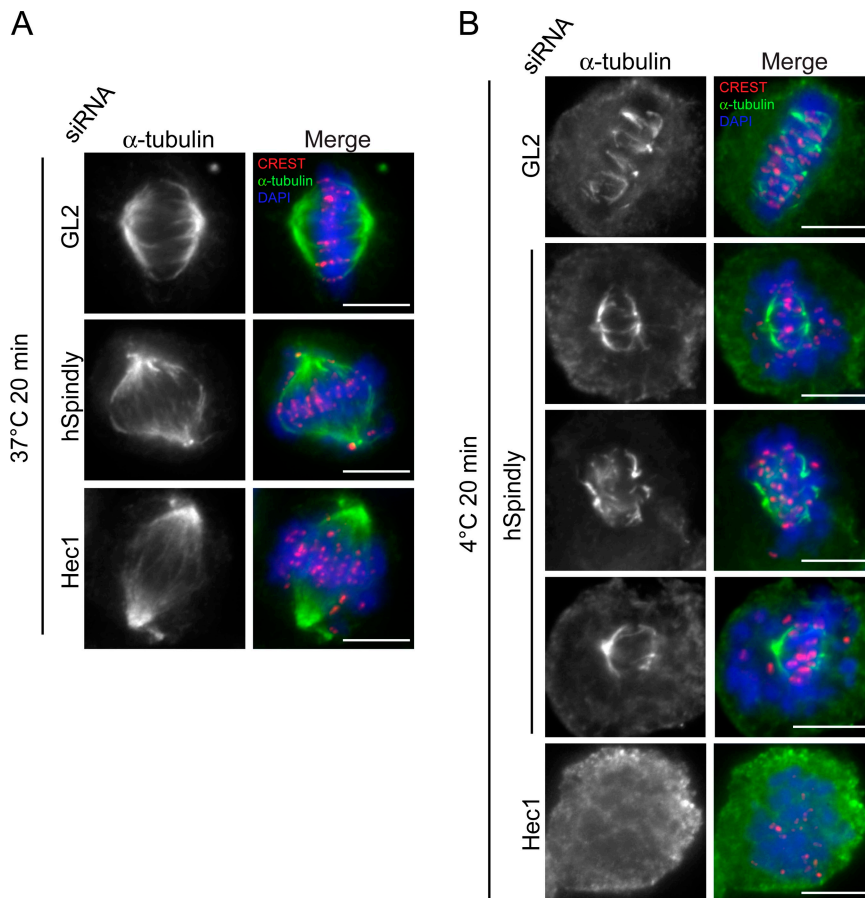 A
siRNA
α-tubulin
Merge
37°C 20 min
GL2
CREST
α-tubulin
DAPI
hSpindly
Hec1
B
siRNA
α-tubulin
Merge
4°C 20 min
GL2
CREST
α-tubulin
DAPI
hSpindly
Hec1